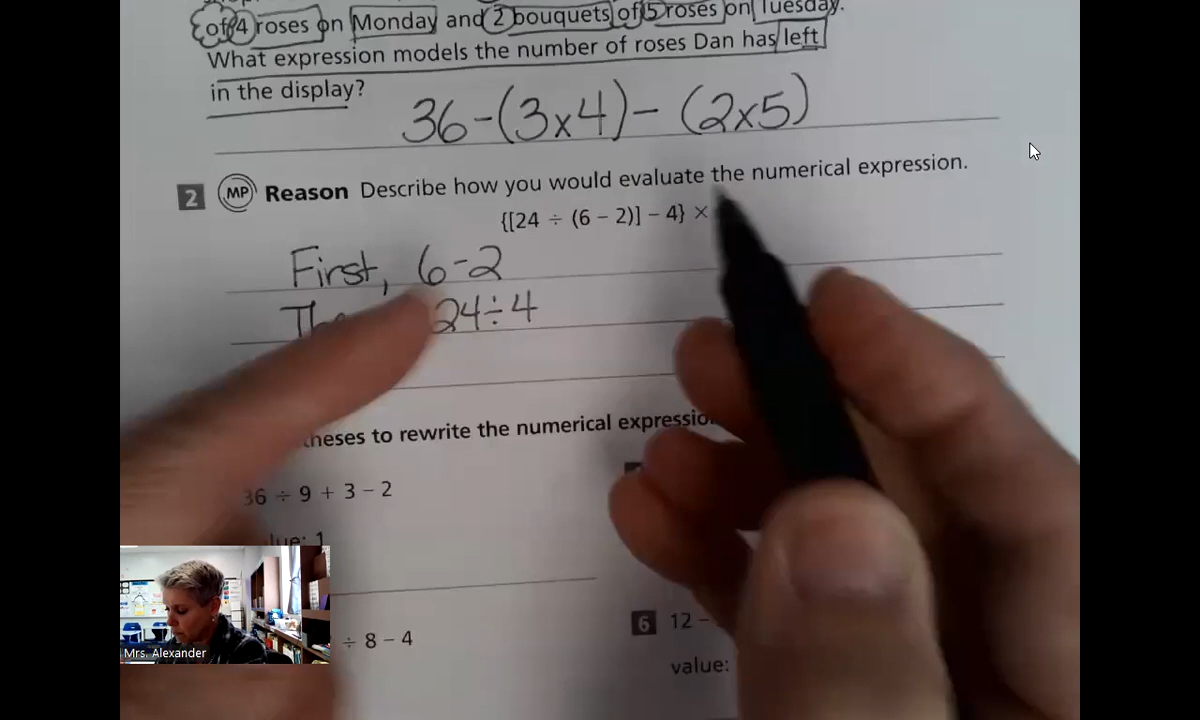 of 4 roses on Monday and 2 bouquets of 5 roses on Tuesday.
What expression models the number of roses Dan has left
in the display?
36-(3x4)-(2x5)
2 MP Reason Describe how you would evaluate the numerical expression.
{[24 ÷ (6 − 2)] − 4} ×
First, 6-2
24÷4
to rewrite the numerical
36 ÷ 9 + 3 − 2
1
6 12 −
÷ 8 − 4
value:
Mrs. Alexander